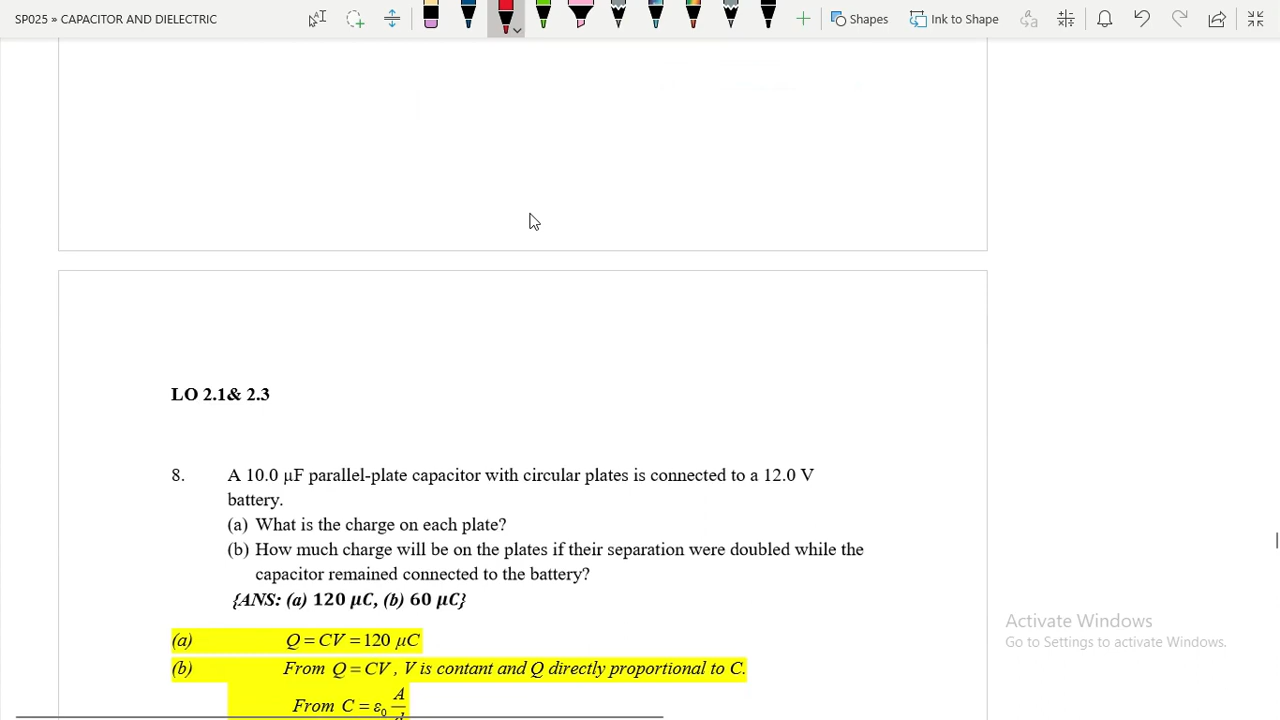 SP025 » CAPACITOR AND DIELECTRIC
Shapes
Ink to Shape
LO 2.1& 2.3
8. A 10.0 μF parallel-plate capacitor with circular plates is connected to a 12.0 V
battery.
(a) What is the charge on each plate?
(b) How much charge will be on the plates if their separation were doubled while the
capacitor remained connected to the battery?
{ANS: (a) 120 μC, (b) 60 μC}
(a) Q = CV = 120 μC
(b) From Q = CV , V is contant and Q directly proportional to C.
From C = ε₀ A/d
Activate Windows
Go to Settings to activate Windows.